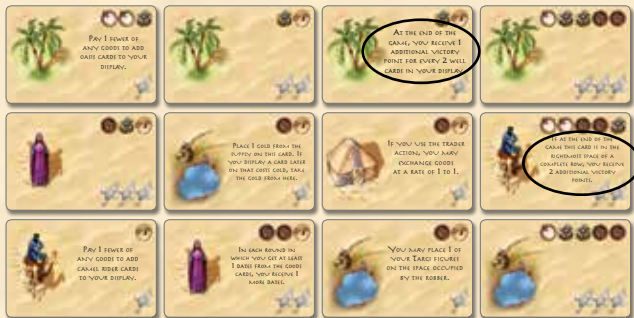 PAY 1 FEWER OF
ANY GOODS TO ADD
OASIS CARDS TO YOUR
DISPLAY.
AT THE END OF THE
GAME, YOU RECEIVE 1
ADDITIONAL VICTORY
POINT FOR EVERY 2 WELL
CARDS IN YOUR DISPLAY
PLACE 1 GOLD FROM THE
SUPPLY ON THIS CARD. IF
YOU DISPLAY A CARD LATER
ON THAT COSTS GOLD, TAKE
THE GOLD FROM HERE.
IF YOU USE THE TRADER
ACTION, YOU MAY
EXCHANGE GOODS
AT A RATE OF 1 TO 1.
IF AT THE END OF THE
GAME THIS CARD IS IN THE
RIGHTMOST SPACE OF A
COMPLETE ROW, YOU RECEIVE
2 ADDITIONAL VICTORY
POINTS.
PAY 1 FEWER OF
ANY GOODS TO ADD
CAMEL RIDER CARDS
TO YOUR DISPLAY.
IN EACH ROUND IN
WHICH YOU GET AT LEAST
1 DATES FROM THE GOODS
CARDS, YOU RECEIVE 1
MORE DATES.
YOU MAY PLACE 1 OF
YOUR TARGI FIGURES
ON THE SPACE OCCUPIED
BY THE ROBBER.